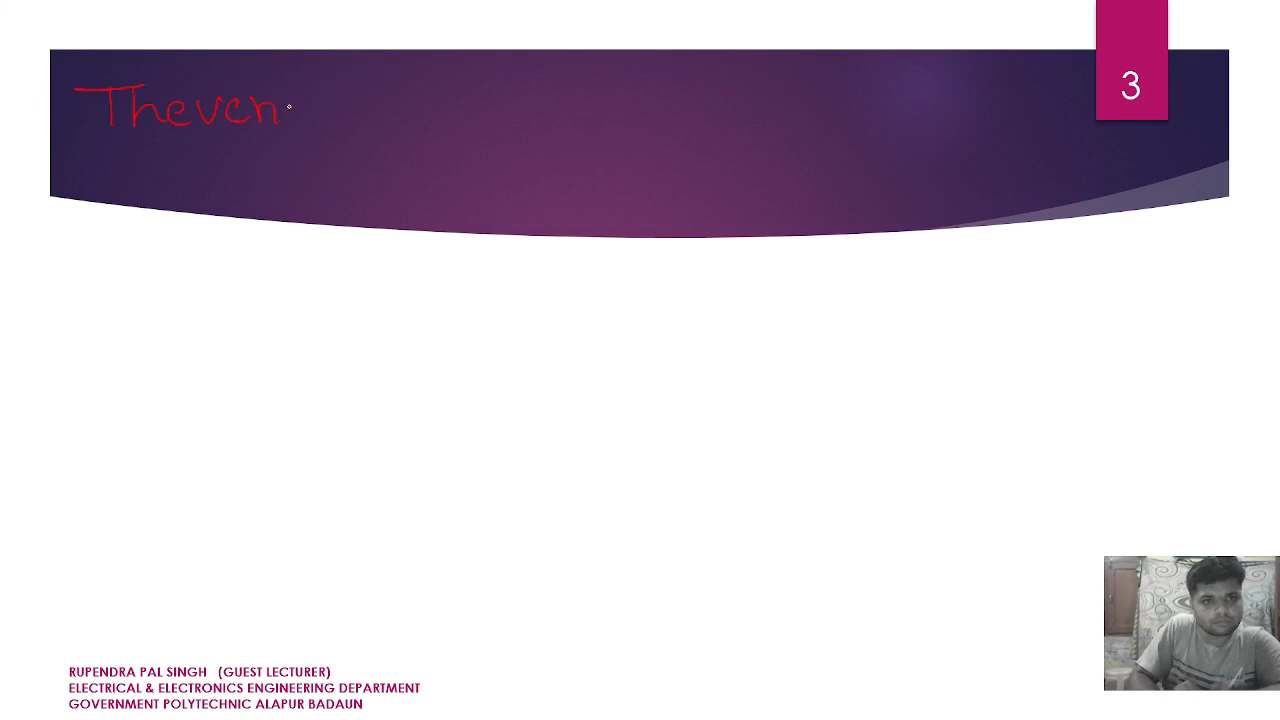 Theven
3
RUPENDRA PAL SINGH (GUEST LECTURER)
ELECTRICAL & ELECTRONICS ENGINEERING DEPARTMENT
GOVERNMENT POLYTECHNIC ALAPUR BADAUN